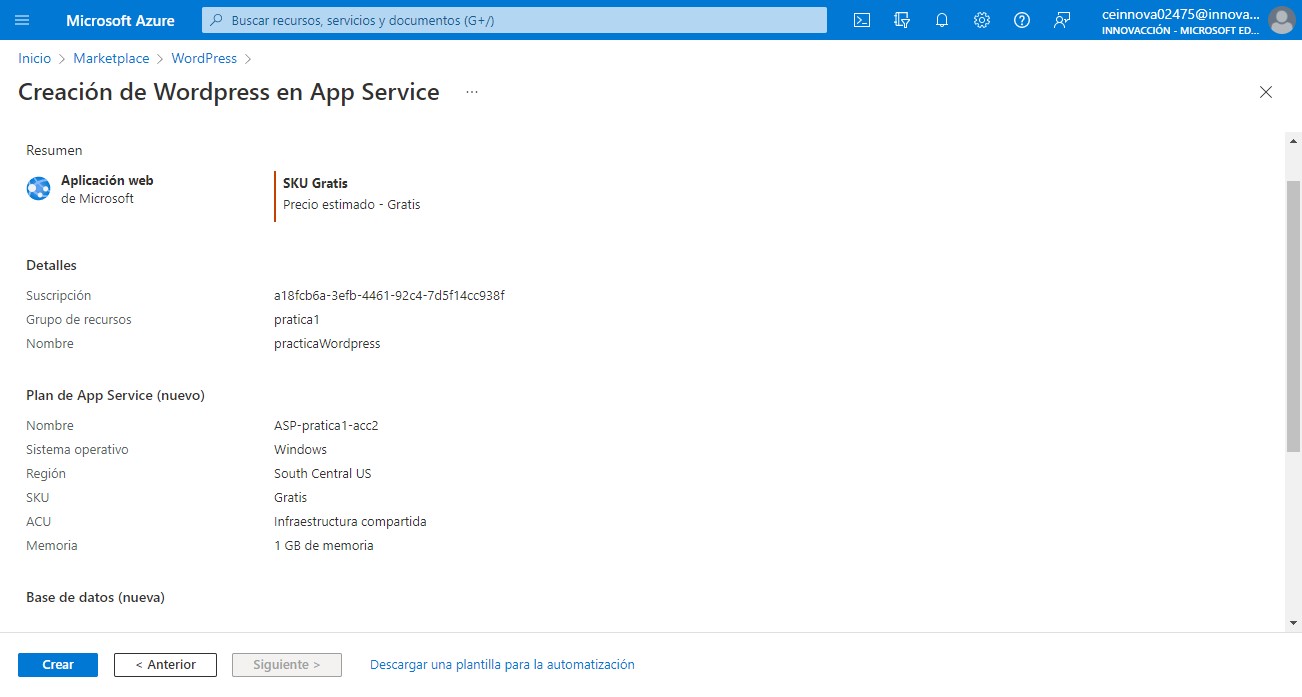 Microsoft Azure
Buscar recursos, servicios y documentos (G+/)
ceinnova02475@innova...
INNOVACCIÓN - MICROSOFT ED...
Inicio > Marketplace > WordPress >
Creación de Wordpress en App Service ...
Resumen
Aplicación web
de Microsoft
SKU Gratis
Precio estimado - Gratis
Detalles
Suscripción a18fcb6a-3efb-4461-92c4-7d5f14cc938f
Grupo de recursos pratica1
Nombre practicaWordpress
Plan de App Service (nuevo)
Nombre ASP-pratica1-acc2
Sistema operativo Windows
Región South Central US
SKU Gratis
ACU Infraestructura compartida
Memoria 1 GB de memoria
Base de datos (nueva)
Crear < Anterior Siguiente > Descargar una plantilla para la automatización